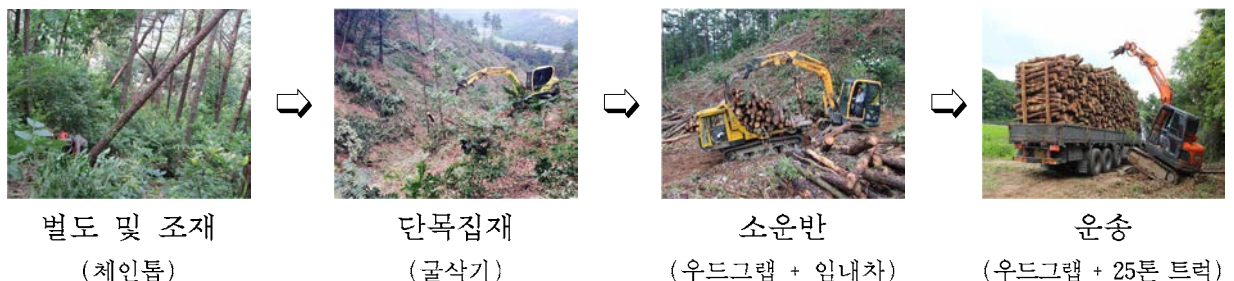 벌도 및 조재
(체인톱)
단목집재
(굴삭기)
소운반
(우드그랩 + 임내차)
운송
(우드그랩 + 25톤 트럭)